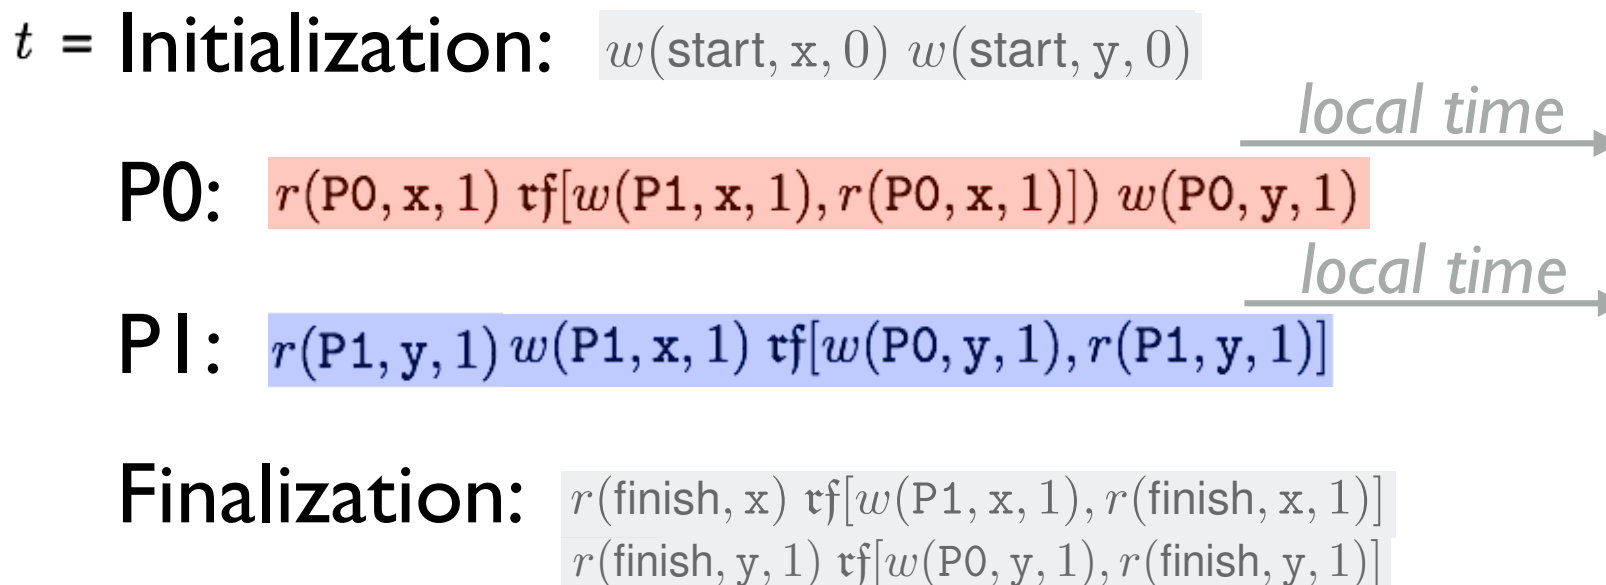 t = Initialization: w(start, x, 0) w(start, y, 0)
local time
P0: r(P0, x, 1) 𝔯𝔣[w(P1, x, 1), r(P0, x, 1)]) w(P0, y, 1)
local time
P1: r(P1, y, 1) w(P1, x, 1) 𝔯𝔣[w(P0, y, 1), r(P1, y, 1)]
Finalization: r(finish, x) 𝔯𝔣[w(P1, x, 1), r(finish, x, 1)]
r(finish, y, 1) 𝔯𝔣[w(P0, y, 1), r(finish, y, 1)]